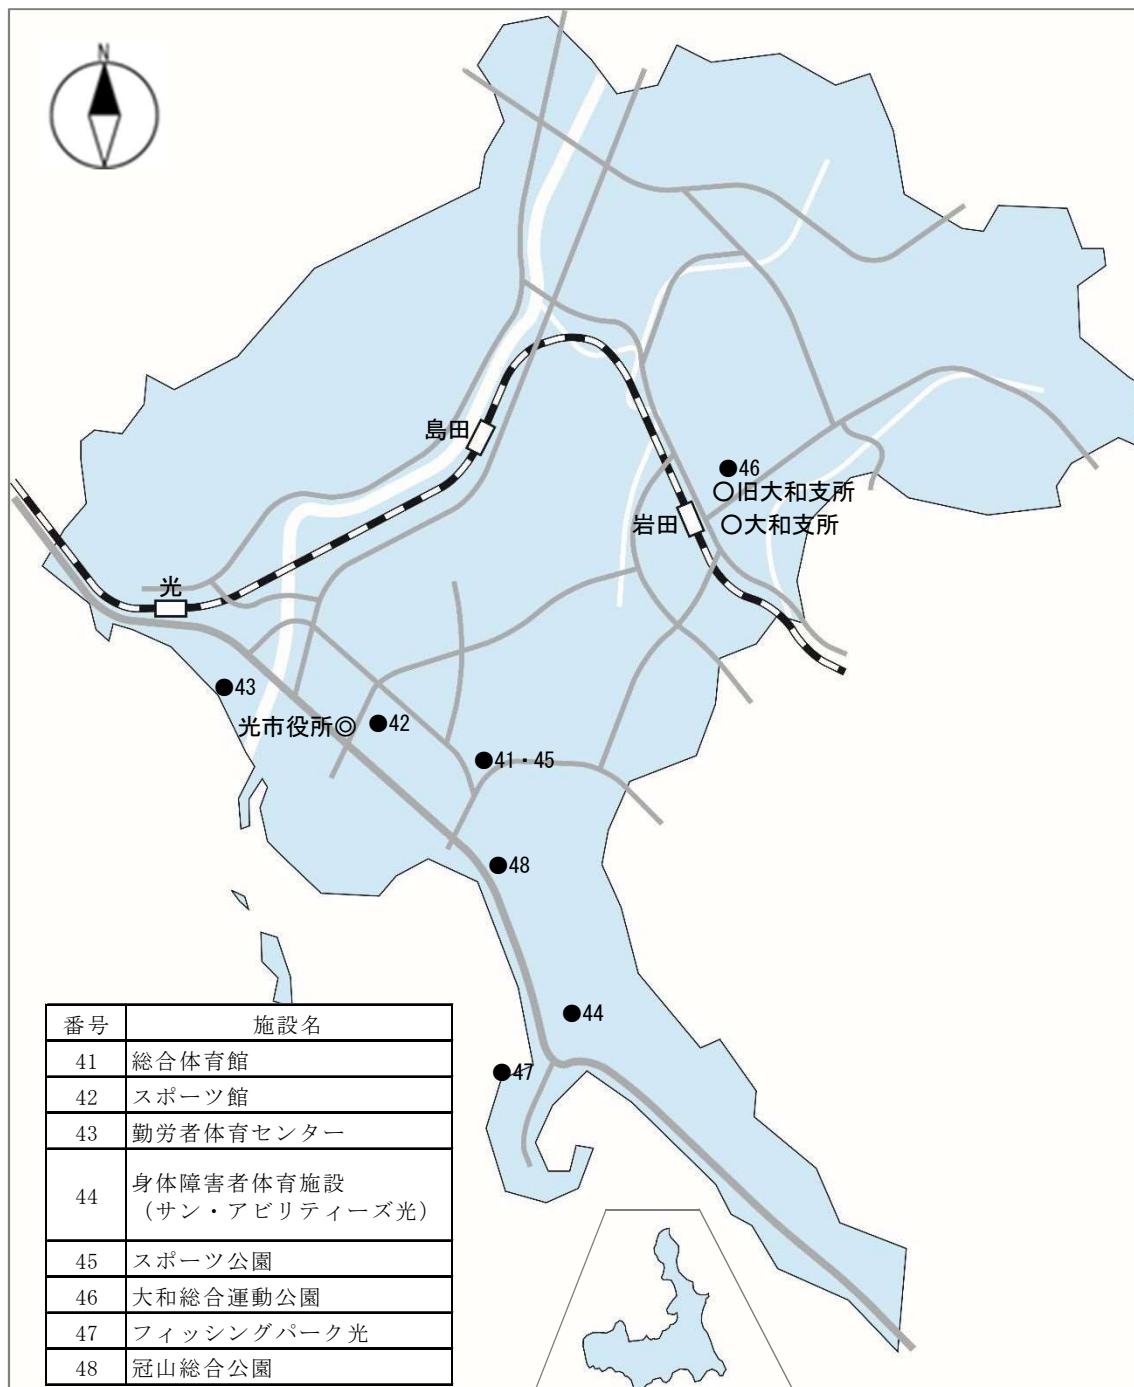 N
島田
●46
○旧大和支所
岩田
○大和支所
光
●43
光市役所◎
●42
●41・45
●48
●44
●47
番号 施設名
41 総合体育館
42 スポーツ館
43 勤労者体育センター
44 身体障害者体育施設
（サン・アビリティーズ光）
45 スポーツ公園
46 大和総合運動公園
47 フィッシングパーク光
48 冠山総合公園